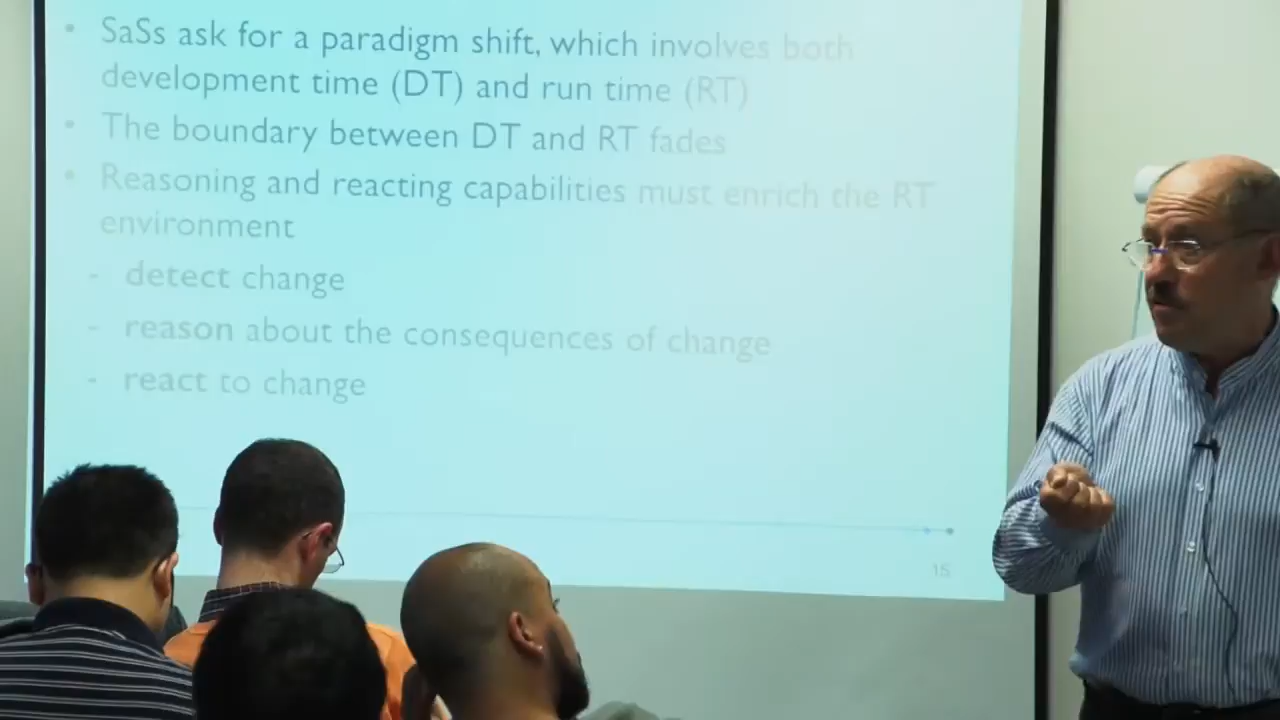 • SaSs ask for a paradigm shift, which involves both
development time (DT) and run time (RT)
• The boundary between DT and RT fades
• Reasoning and reacting capabilities must enrich the RT
environment
- detect change
- reason about the consequences of change
- react to change
15